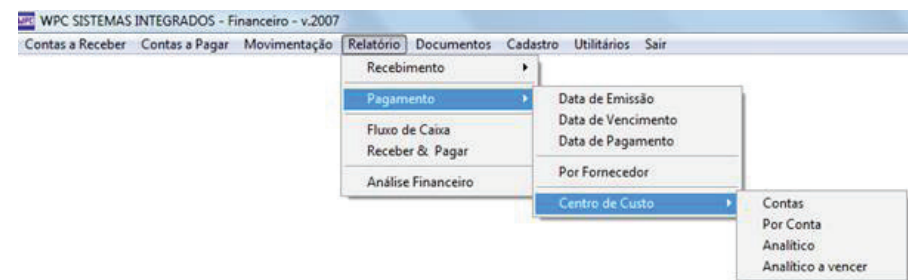 WPC WPC SISTEMAS INTEGRADOS - Financeiro - v.2007
Contas a Receber Contas a Pagar Movimentação Relatório Documentos Cadastro Utilitários Sair
Recebimento
Pagamento
Fluxo de Caixa
Receber & Pagar
Análise Financeiro
Data de Emissão
Data de Vencimento
Data de Pagamento
Por Fornecedor
Centro de Custo
Contas
Por Conta
Analítico
Analítico a vencer